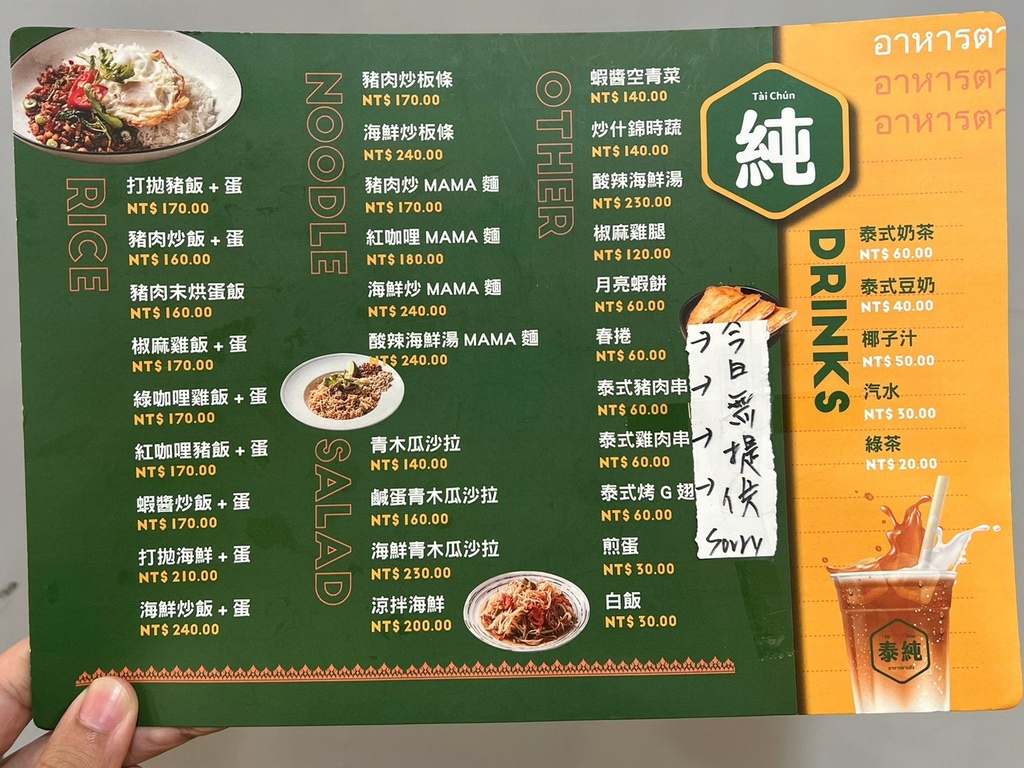 RICE
打拋豬飯 + 蛋
NT$ 170.00
豬肉炒飯 + 蛋
NT$ 160.00
豬肉末烘蛋飯
NT$ 160.00
椒麻雞飯 + 蛋
NT$ 170.00
綠咖哩雞飯 + 蛋
NT$ 170.00
紅咖哩豬飯 + 蛋
NT$ 170.00
蝦醬炒飯 + 蛋
NT$ 170.00
打拋海鮮 + 蛋
NT$ 210.00
海鮮炒飯 + 蛋
NT$ 240.00
NOODLE
豬肉炒板條
NT$ 170.00
海鮮炒板條
NT$ 240.00
豬肉炒 MAMA 麵
NT$ 170.00
紅咖哩 MAMA 麵
NT$ 180.00
海鮮炒 MAMA 麵
NT$ 240.00
酸辣海鮮湯 MAMA 麵
NT$ 240.00
SALAD
青木瓜沙拉
NT$ 140.00
鹹蛋青木瓜沙拉
NT$ 160.00
海鮮青木瓜沙拉
NT$ 230.00
涼拌海鮮
NT$ 200.00
OTHER
蝦醬空青菜
NT$ 140.00
炒什錦時蔬
NT$ 140.00
酸辣海鮮湯
NT$ 230.00
椒麻雞腿
NT$ 120.00
月亮蝦餅
NT$ 60.00
春捲
NT$ 60.00
泰式豬肉串
NT$ 60.00
泰式雞肉串
NT$ 60.00
泰式烤 G 翅
NT$ 60.00
煎蛋
NT$ 30.00
白飯
NT$ 30.00
→ → → →
今日無提供
Sorry
Tài Chún
純
อาหารตา
อาหารตา
อาหารตา
DRINKS
泰式奶茶
NT$ 60.00
泰式豆奶
NT$ 40.00
椰子汁
NT$ 50.00
汽水
NT$ 30.00
綠茶
NT$ 20.00
泰純